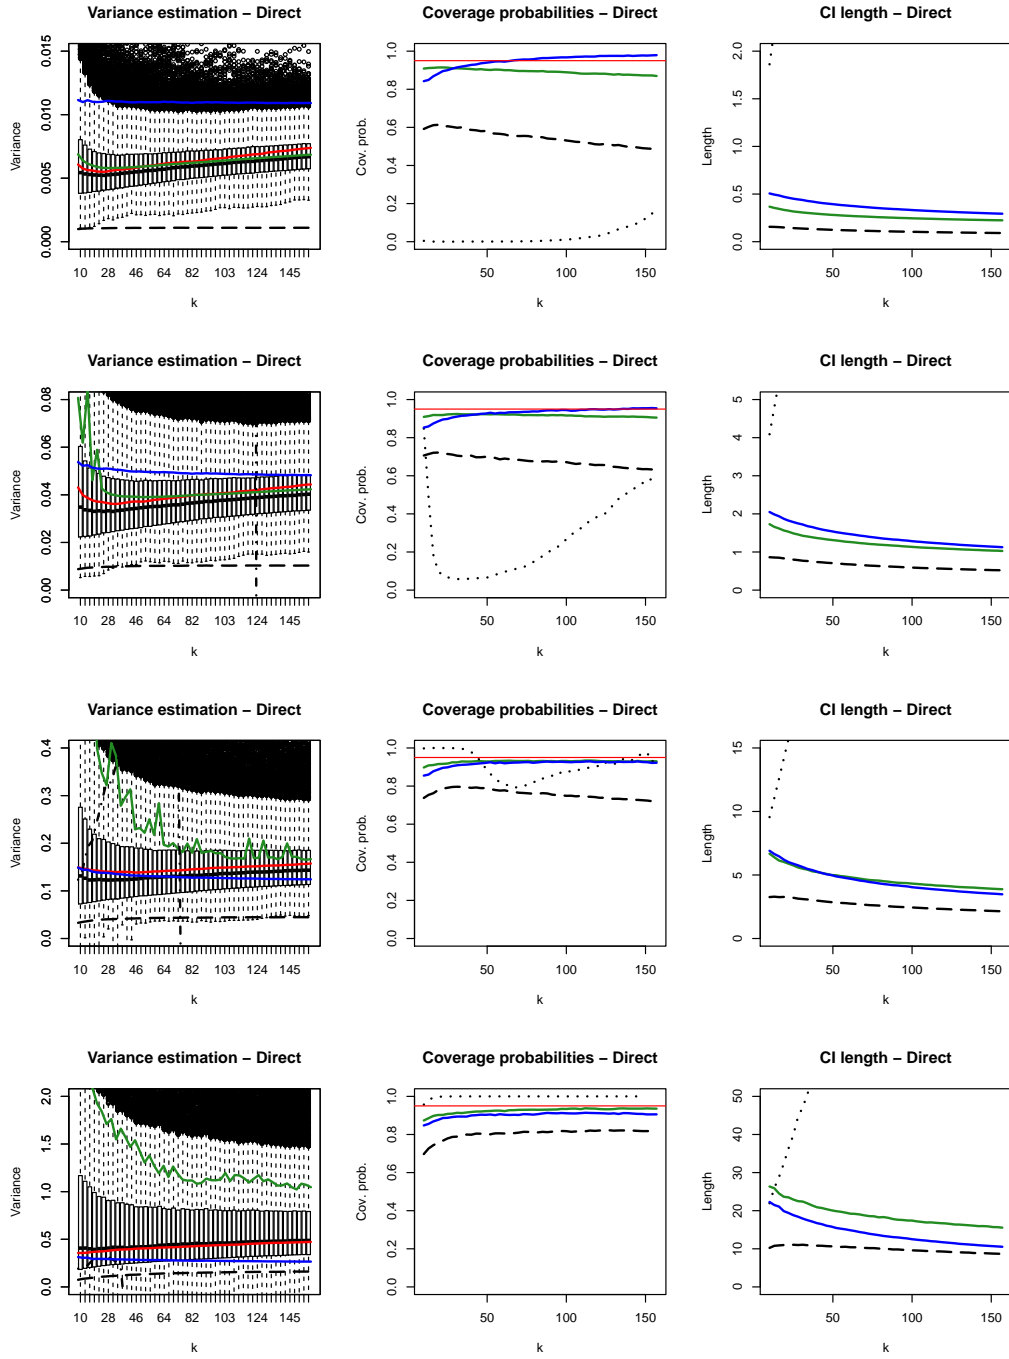 Variance estimation – Direct
Coverage probabilities – Direct
CI length – Direct
Variance
0.000 0.005 0.010 0.015
10 28 46 64 82 103 124 145
k
Cov. prob.
0.0 0.2 0.4 0.6 0.8 1.0
50 100 150
k
Length
0.0 0.5 1.0 1.5 2.0
50 100 150
k
Variance estimation – Direct
Coverage probabilities – Direct
CI length – Direct
Variance
0.00 0.02 0.04 0.06 0.08
10 28 46 64 82 103 124 145
k
Cov. prob.
0.0 0.2 0.4 0.6 0.8 1.0
50 100 150
k
Length
0 1 2 3 4 5
50 100 150
k
Variance estimation – Direct
Coverage probabilities – Direct
CI length – Direct
Variance
0.0 0.1 0.2 0.3 0.4
10 28 46 64 82 103 124 145
k
Cov. prob.
0.0 0.2 0.4 0.6 0.8 1.0
50 100 150
k
Length
0 5 10 15
50 100 150
k
Variance estimation – Direct
Coverage probabilities – Direct
CI length – Direct
Variance
0.0 0.5 1.0 1.5 2.0
10 28 46 64 82 103 124 145
k
Cov. prob.
0.0 0.2 0.4 0.6 0.8 1.0
50 100 150
k
Length
0 10 20 30 40 50
50 100 150
k